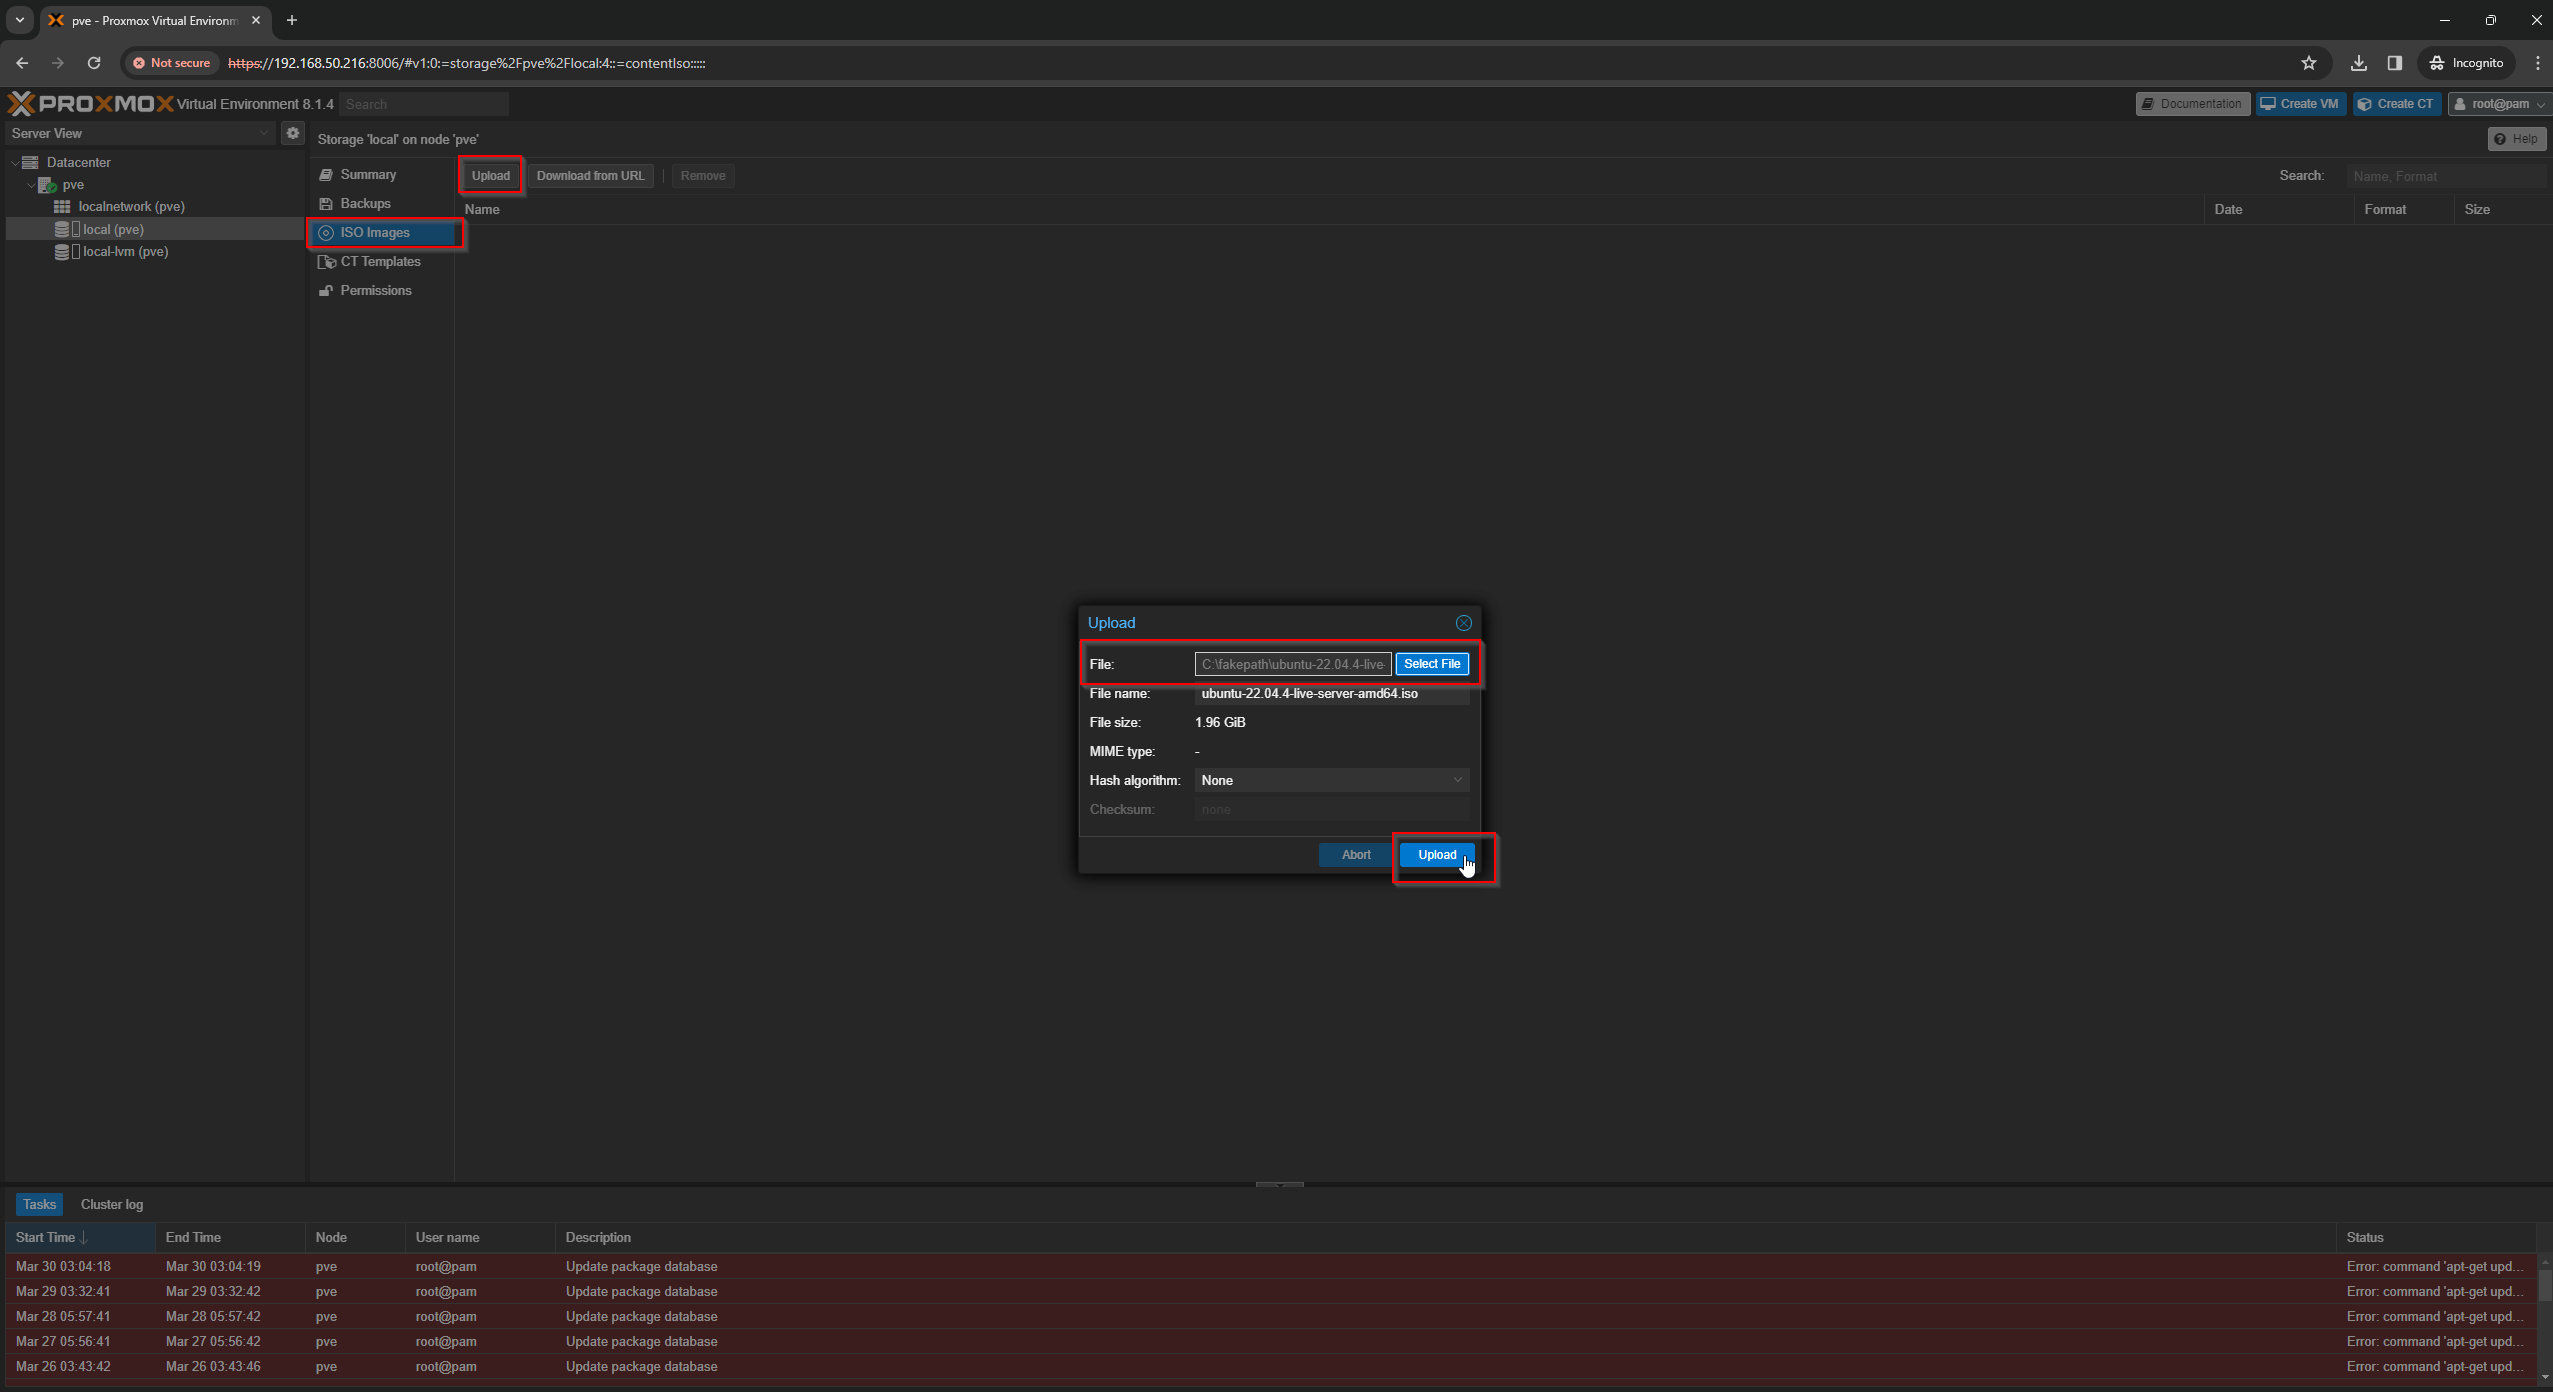 pve - Proxmox Virtual Environm
Not secure
https://192.168.50.216:8006/#v1:0:=storage%2Fpve%2Flocal:4::=contentIso:::::
Incognito
PROXMOX Virtual Environment 8.1.4
Search
Documentation
Create VM
Create CT
root@pam
Server View
Storage 'local' on node 'pve'
Help
Datacenter
pve
localnetwork (pve)
local (pve)
local-lvm (pve)
Summary
Backups
ISO Images
CT Templates
Permissions
Upload
Download from URL
Remove
Search:
Name, Format
Name
Date
Format
Size
Upload
File:
C:\fakepath\ubuntu-22.04.4-live-
Select File
File name:
ubuntu-22.04.4-live-server-amd64.iso
File size:
1.96 GiB
MIME type:
-
Hash algorithm:
None
Checksum:
none
Abort
Upload
Tasks
Cluster log
Start Time
End Time
Node
User name
Description
Status
Mar 30 03:04:18 Mar 30 03:04:19 pve root@pam Update package database Error: command 'apt-get upd...
Mar 29 03:32:41 Mar 29 03:32:42 pve root@pam Update package database Error: command 'apt-get upd...
Mar 28 05:57:41 Mar 28 05:57:42 pve root@pam Update package database Error: command 'apt-get upd...
Mar 27 05:56:41 Mar 27 05:56:42 pve root@pam Update package database Error: command 'apt-get upd...
Mar 26 03:43:42 Mar 26 03:43:46 pve root@pam Update package database Error: command 'apt-get upd...